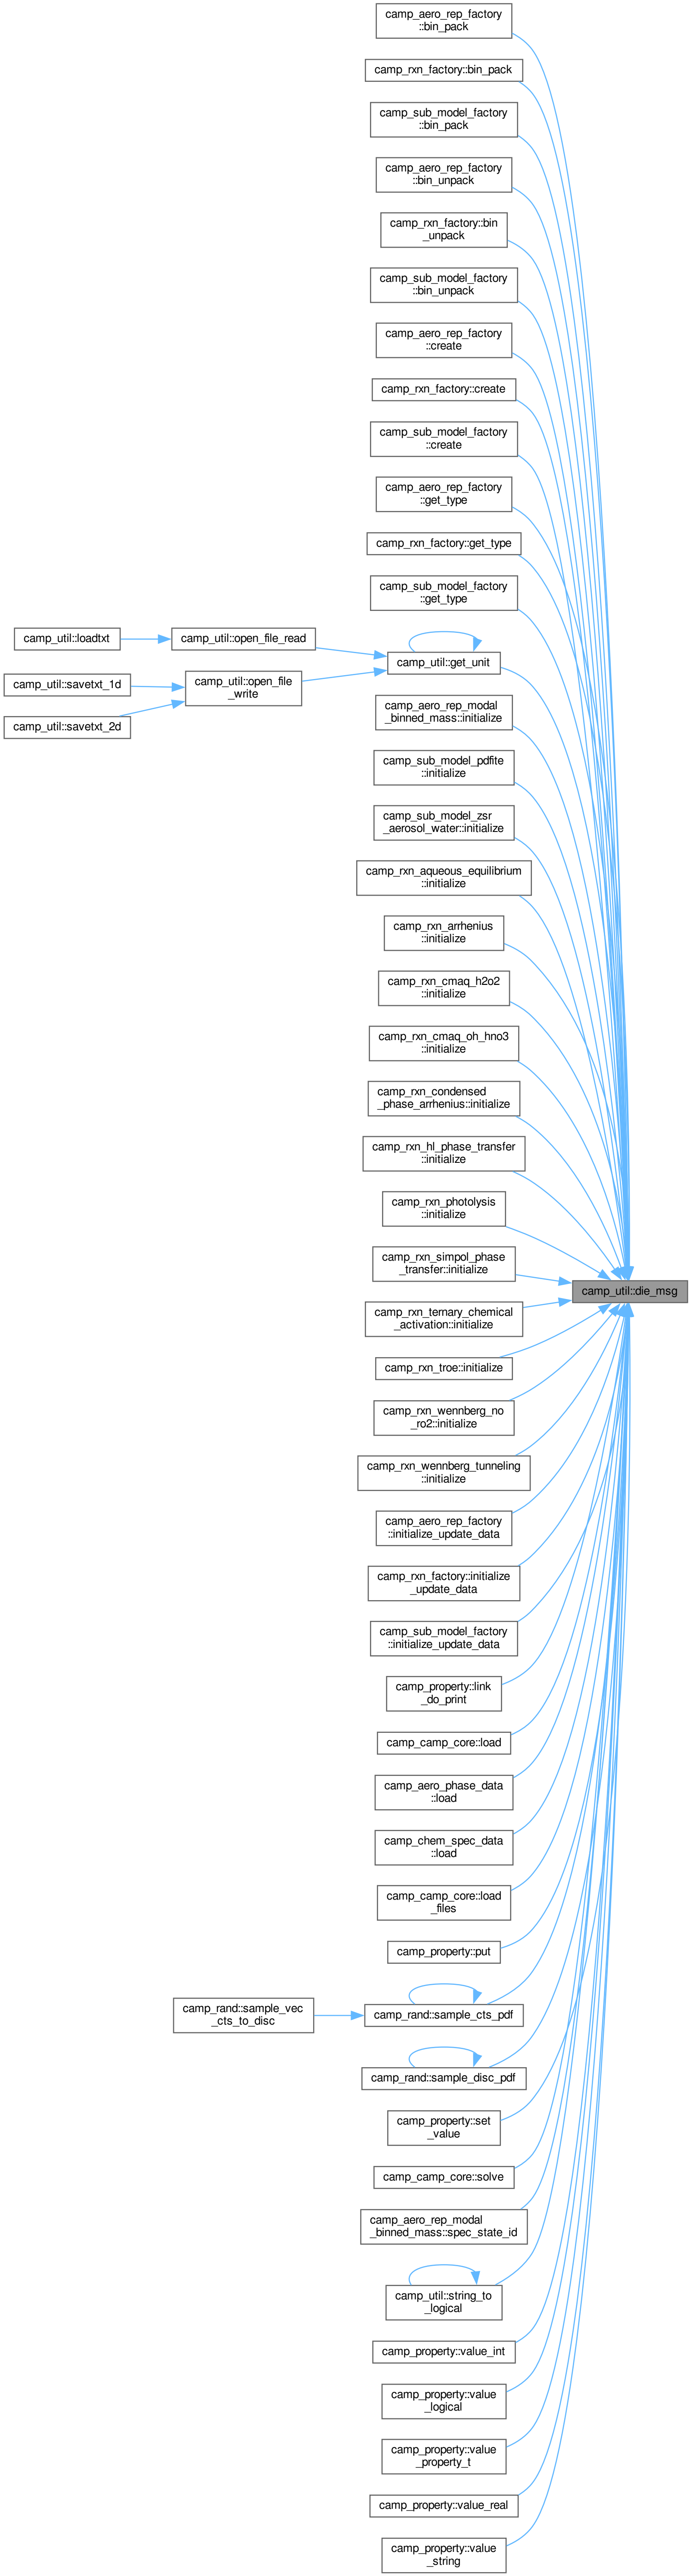 camp_aero_rep_factory
::bin_pack
camp_rxn_factory::bin_pack
camp_sub_model_factory
::bin_pack
camp_aero_rep_factory
::bin_unpack
camp_rxn_factory::bin
_unpack
camp_sub_model_factory
::bin_unpack
camp_aero_rep_factory
::create
camp_rxn_factory::create
camp_sub_model_factory
::create
camp_aero_rep_factory
::get_type
camp_rxn_factory::get_type
camp_sub_model_factory
::get_type
camp_util::loadtxt
camp_util::open_file_read
camp_util::get_unit
camp_util::savetxt_1d
camp_util::open_file
_write
camp_util::savetxt_2d
camp_aero_rep_modal
_binned_mass::initialize
camp_sub_model_pdfite
::initialize
camp_sub_model_zsr
_aerosol_water::initialize
camp_rxn_aqueous_equilibrium
::initialize
camp_rxn_arrhenius
::initialize
camp_rxn_cmaq_h2o2
::initialize
camp_rxn_cmaq_oh_hno3
::initialize
camp_rxn_condensed
_phase_arrhenius::initialize
camp_rxn_hl_phase_transfer
::initialize
camp_rxn_photolysis
::initialize
camp_rxn_simpol_phase
_transfer::initialize
camp_util::die_msg
camp_rxn_ternary_chemical
_activation::initialize
camp_rxn_troe::initialize
camp_rxn_wennberg_no
_ro2::initialize
camp_rxn_wennberg_tunneling
::initialize
camp_aero_rep_factory
::initialize_update_data
camp_rxn_factory::initialize
_update_data
camp_sub_model_factory
::initialize_update_data
camp_property::link
_do_print
camp_camp_core::load
camp_aero_phase_data
::load
camp_chem_spec_data
::load
camp_camp_core::load
_files
camp_property::put
camp_rand::sample_vec
_cts_to_disc
camp_rand::sample_cts_pdf
camp_rand::sample_disc_pdf
camp_property::set
_value
camp_camp_core::solve
camp_aero_rep_modal
_binned_mass::spec_state_id
camp_util::string_to
_logical
camp_property::value_int
camp_property::value
_logical
camp_property::value
_property_t
camp_property::value_real
camp_property::value
_string